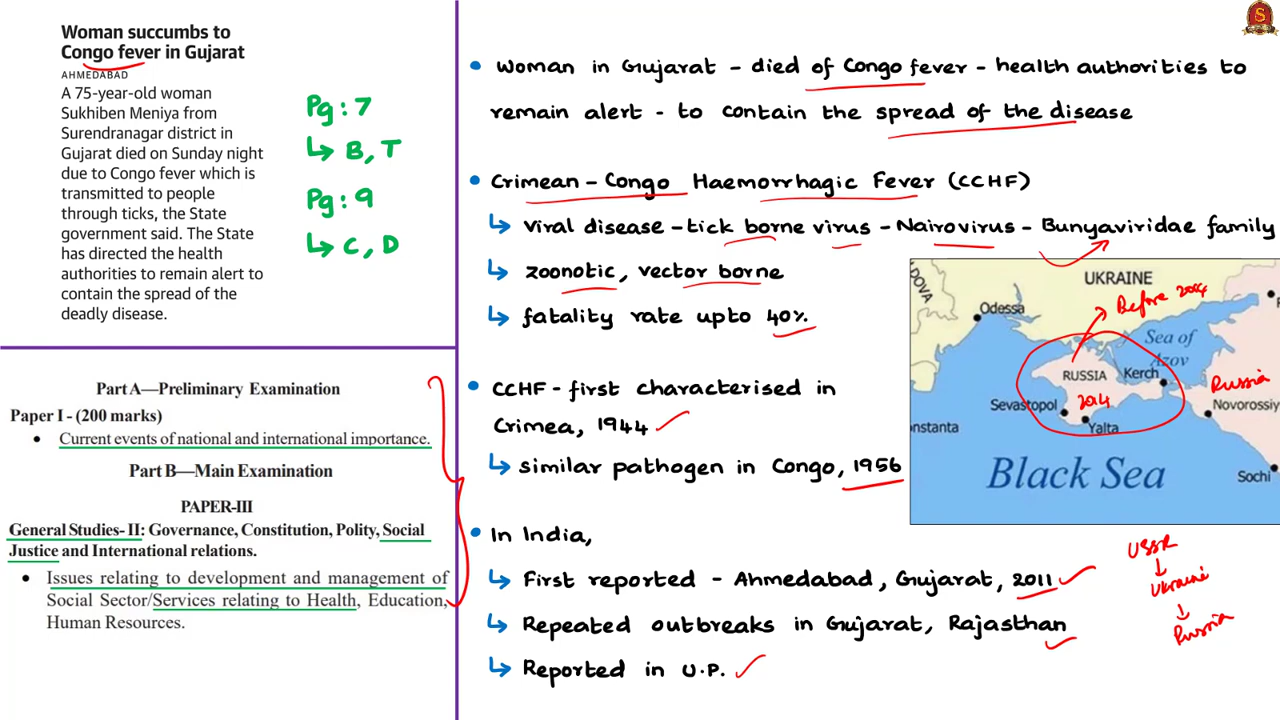 Woman succumbs to
Congo fever in Gujarat
AHMEDABAD
A 75-year-old woman
Sukhiben Meniya from
Surendranagar district in
Gujarat died on Sunday night
due to Congo fever which is
transmitted to people
through ticks, the State
government said. The State
has directed the health
authorities to remain alert to
contain the spread of the
deadly disease.
Pg: 7
↳ B, T
Pg: 9
↳ C, D
Part A—Preliminary Examination
Paper I - (200 marks)
• Current events of national and international importance.
Part B—Main Examination
PAPER-III
General Studies- II: Governance, Constitution, Polity, Social
Justice and International relations.
• Issues relating to development and management of
Social Sector/Services relating to Health, Education,
Human Resources.
• Woman in Gujarat - died of Congo fever - health authorities to
remain alert - to contain the spread of the disease
• Crimean - Congo Haemorrhagic Fever (CCHF)
↳ Viral disease - tick borne virus - Nairovirus - Bunyaviridae family
↳ zoonotic, vector borne
↳ fatality rate upto 40%
• CCHF - first characterised in
Crimea, 1944
↳ similar pathogen in Congo, 1956
• In India,
↳ First reported - Ahmedabad, Gujarat, 2011
↳ Repeated outbreaks in Gujarat, Rajasthan
↳ Reported in U.P.
OVA
UKRAINE
Before 2014
Odessa
Sea of
Azov
RUSSIA
Kerch
Russia
Sevastopol
2014
Novorossiy
Yalta
onstanta
Black Sea
Sochi
USSR
↓
Ukraine
↓
Russia